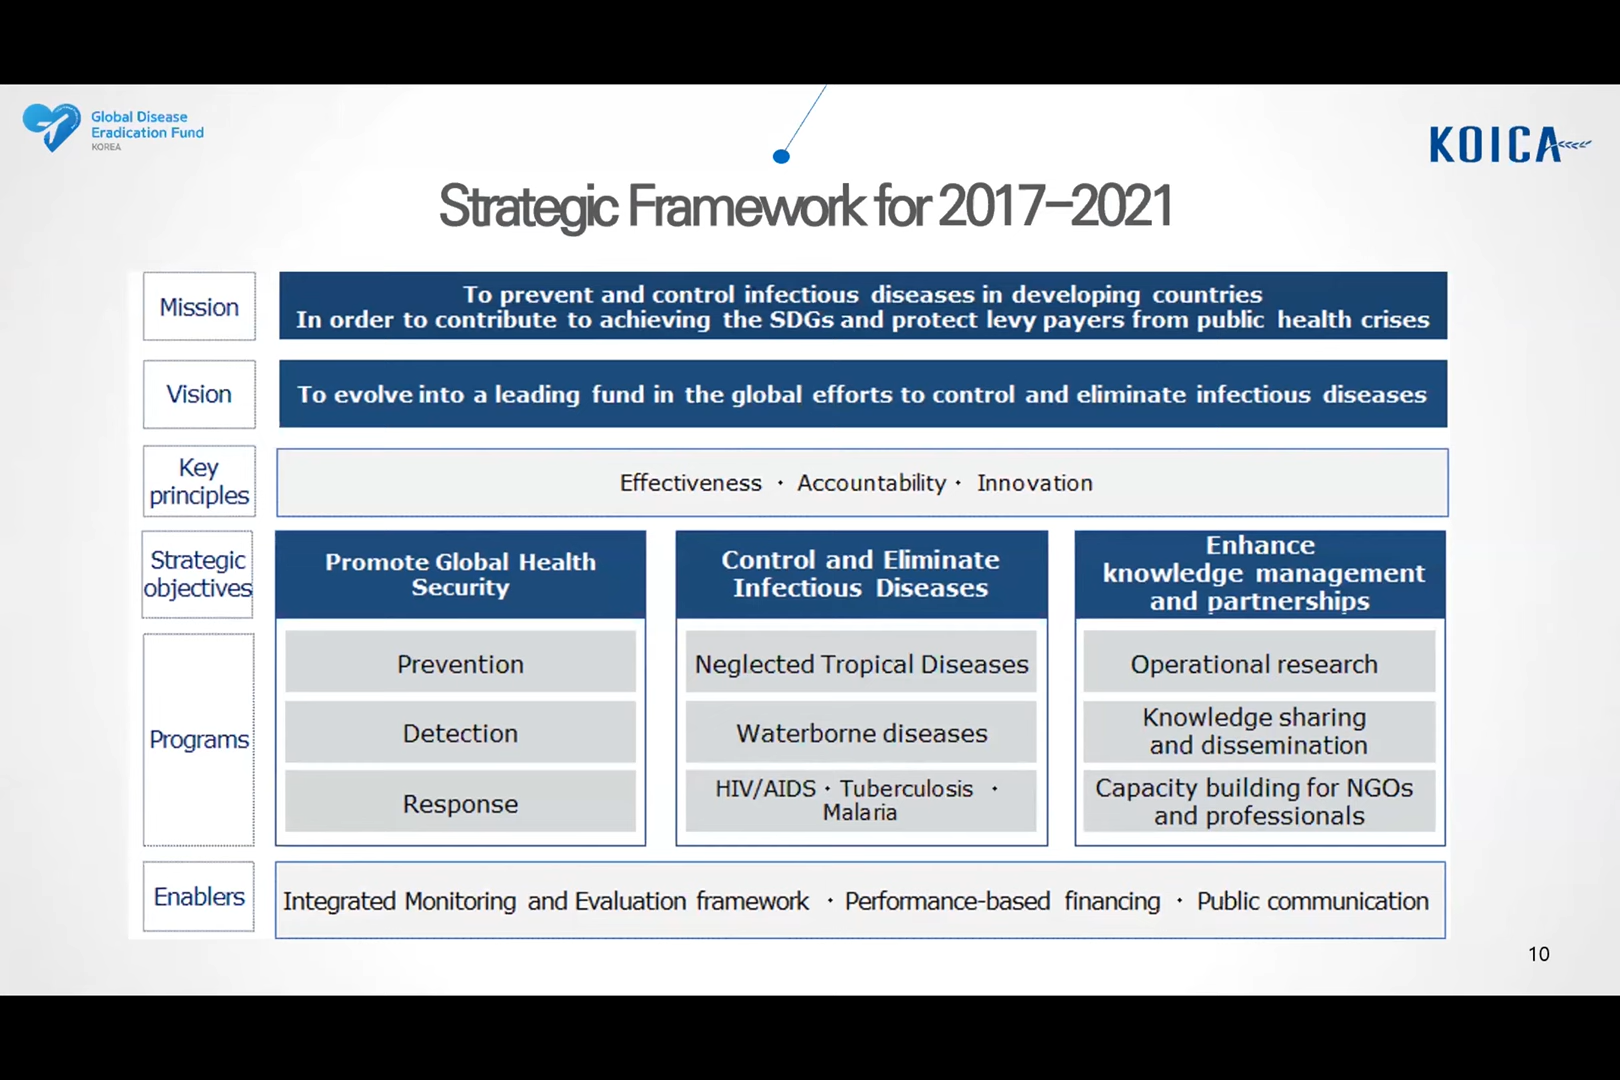 Global Disease
Eradication Fund
KOREA
KOICA
Strategic Framework for 2017-2021
Mission
To prevent and control infectious diseases in developing countries
In order to contribute to achieving the SDGs and protect levy payers from public health crises
Vision
To evolve into a leading fund in the global efforts to control and eliminate infectious diseases
Key
principles
Effectiveness · Accountability · Innovation
Strategic
objectives
Promote Global Health
Security
Control and Eliminate
Infectious Diseases
Enhance
knowledge management
and partnerships
Programs
Prevention
Detection
Response
Neglected Tropical Diseases
Waterborne diseases
HIV/AIDS · Tuberculosis ·
Malaria
Operational research
Knowledge sharing
and dissemination
Capacity building for NGOs
and professionals
Enablers
Integrated Monitoring and Evaluation framework · Performance-based financing · Public communication
10